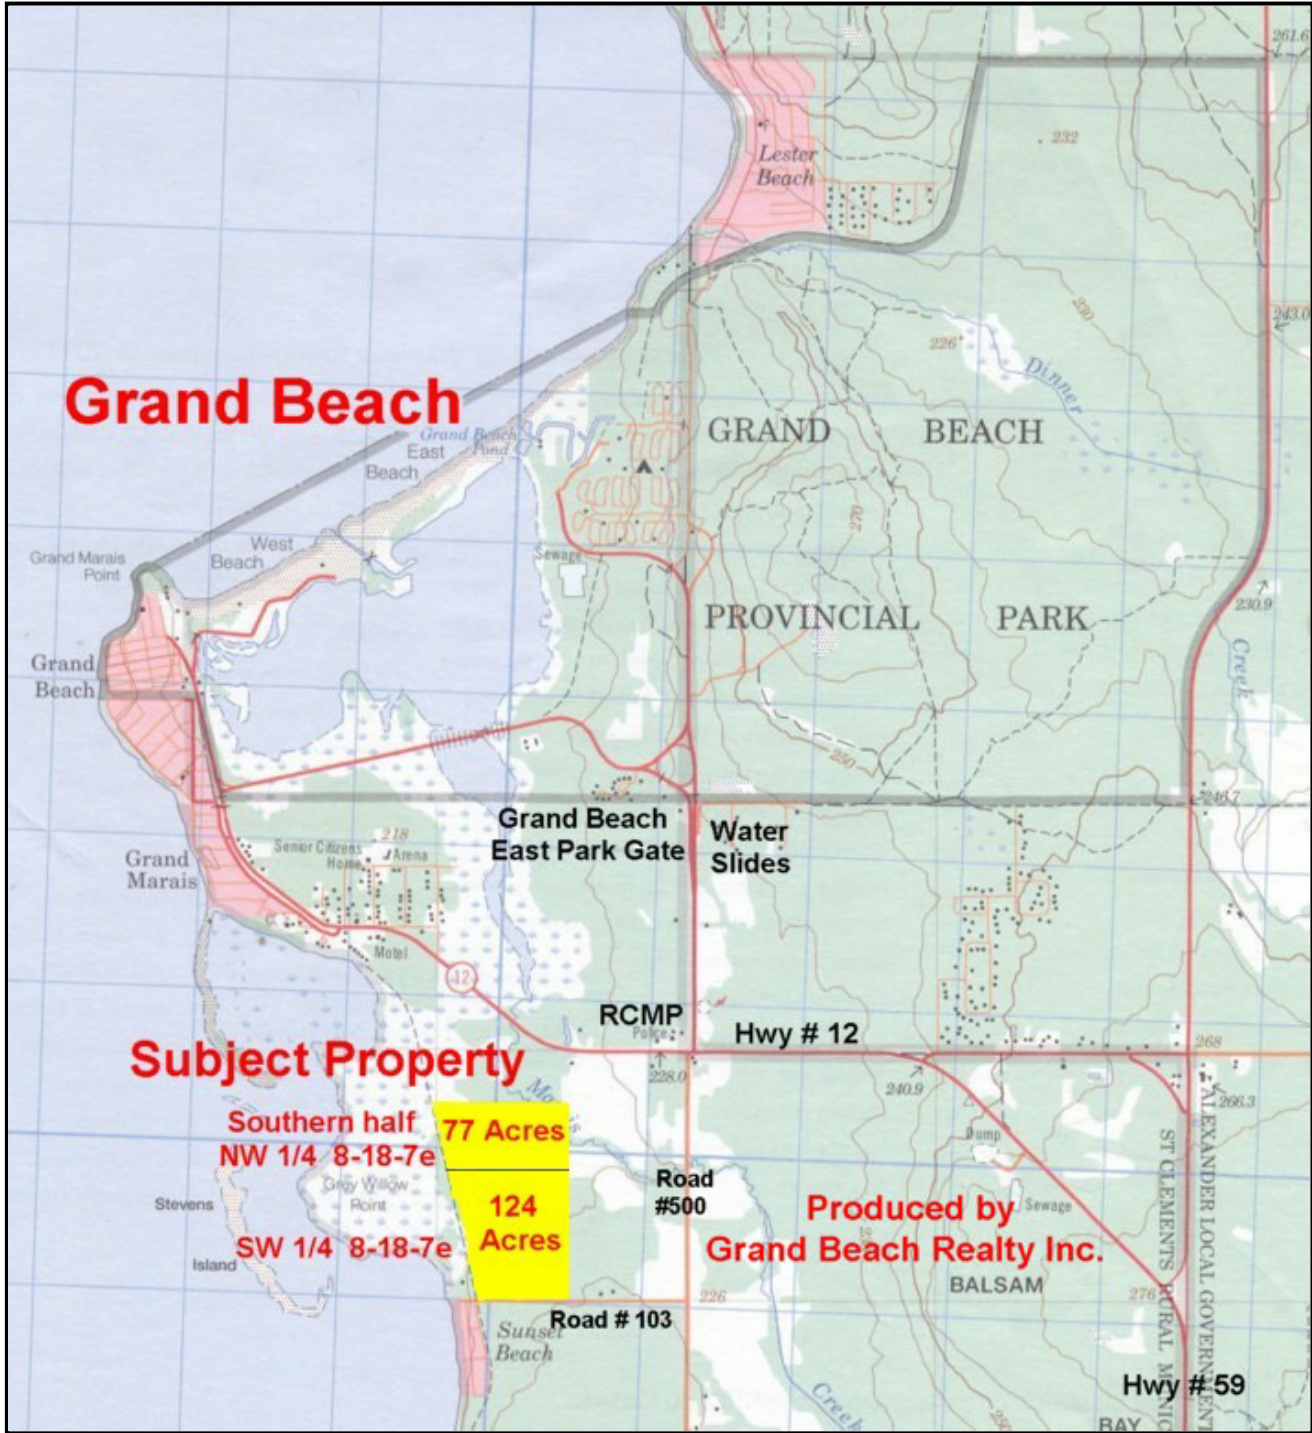 261.6
232
Lester
Beach
230
243.0
226
Dinner
Grand Beach
Grand Beach
Pond
East
Beach
GRAND BEACH
270
West
Beach
Grand Marais
Point
Sewage
230.9
PROVINCIAL PARK
Creek
Grand
Beach
250
246.7
Grand Beach
East Park Gate
Water
Slides
218
Senior Citizens
Home
Arena
Grand
Marais
Motel
12
RCMP
Police
Hwy # 12
268
Subject Property
228.0
240.9
266.3
Southern half
NW 1/4 8-18-7e
77 Acres
Dump
Gray Willow
Point
Road
#500
Stevens
Island
SW 1/4 8-18-7e
124
Acres
Sewage
Produced by
Grand Beach Realty Inc.
BALSAM
276
226
Road # 103
Sunset
Beach
ALEXANDER LOCAL GOVERNMENT
ST CLEMENTS RURAL
Hwy # 59
Creek
BAY